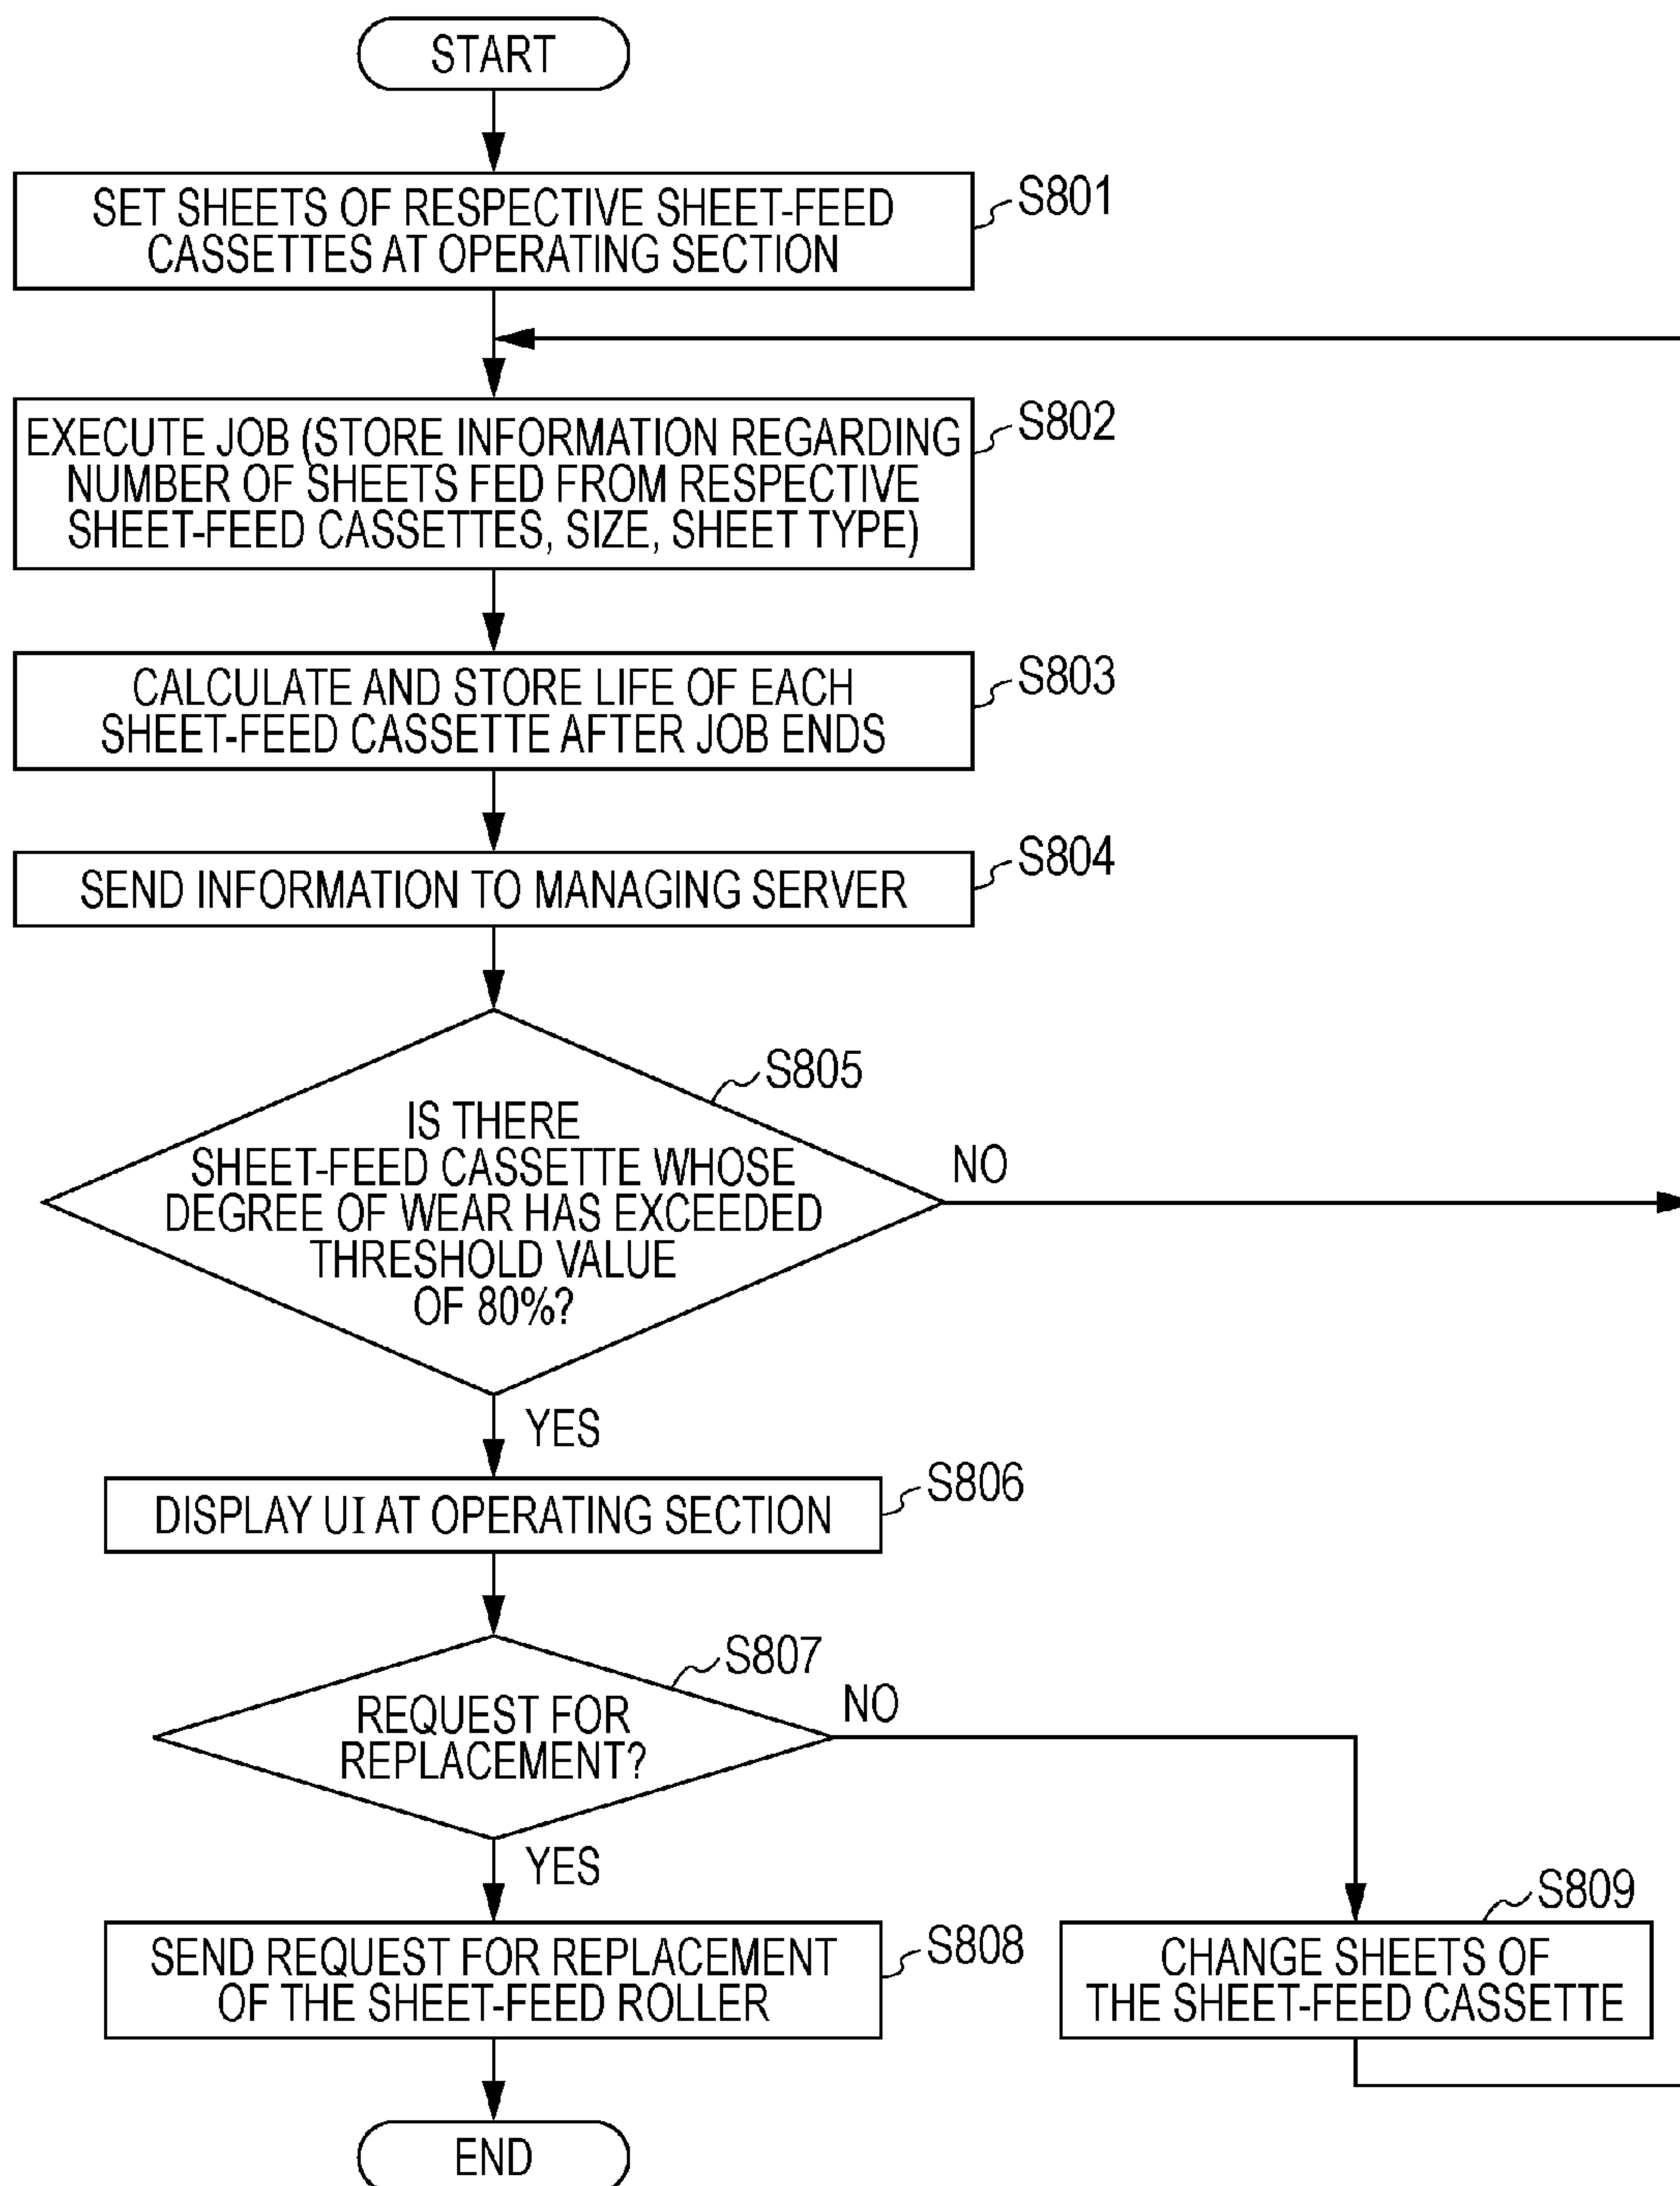 START
SET SHEETS OF RESPECTIVE SHEET-FEED
CASSETTES AT OPERATING SECTION
S801
EXECUTE JOB (STORE INFORMATION REGARDING
NUMBER OF SHEETS FED FROM RESPECTIVE
SHEET-FEED CASSETTES, SIZE, SHEET TYPE)
S802
CALCULATE AND STORE LIFE OF EACH
SHEET-FEED CASSETTE AFTER JOB ENDS
S803
SEND INFORMATION TO MANAGING SERVER
S804
S805
IS THERE
SHEET-FEED CASSETTE WHOSE
DEGREE OF WEAR HAS EXCEEDED
THRESHOLD VALUE
OF 80%?
NO
YES
DISPLAY UI AT OPERATING SECTION
S806
S807
REQUEST FOR
REPLACEMENT?
NO
YES
SEND REQUEST FOR REPLACEMENT
OF THE SHEET-FEED ROLLER
S808
S809
CHANGE SHEETS OF
THE SHEET-FEED CASSETTE
END